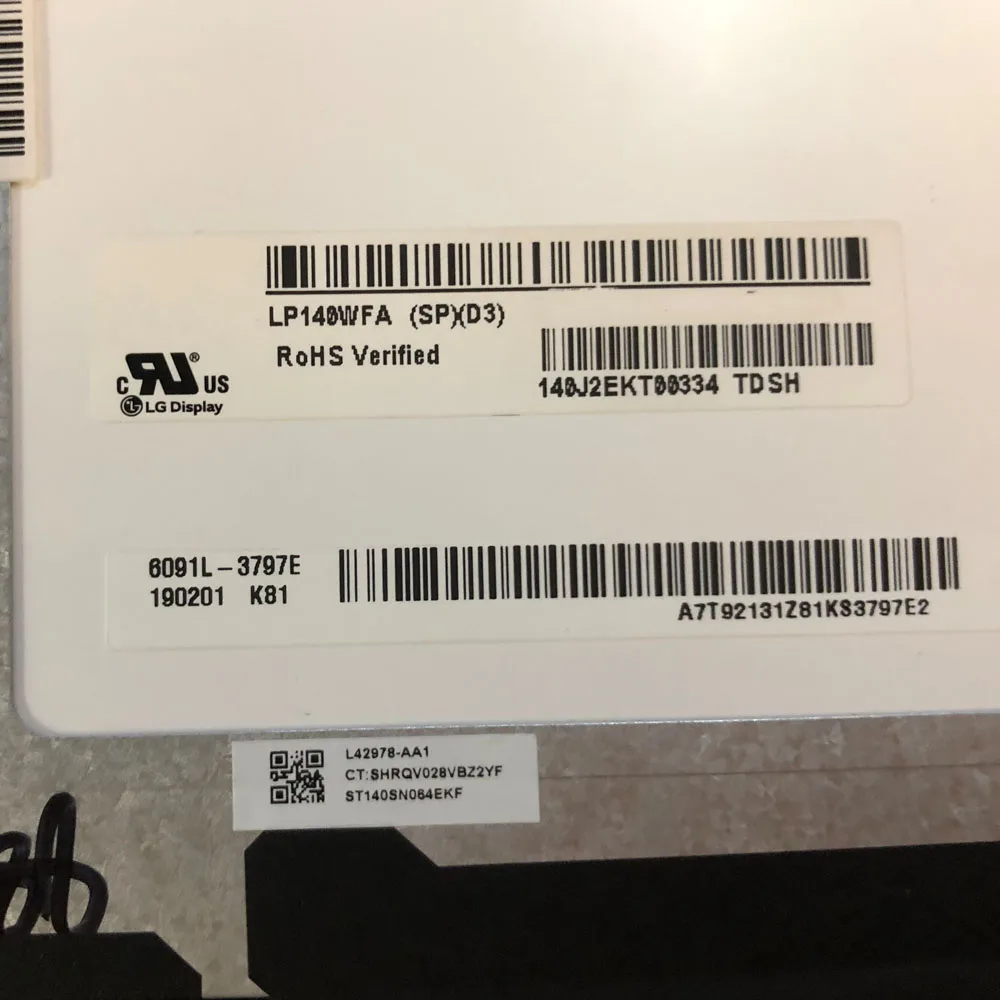 LP140WFA (SP)(D3)
RoHS Verified
140J2EKT00334 TDSH
C RU® US
LG Display
6091L-3797E
190201 K81
A7T92131Z81KS3797E2
L42978-AA1
CT:SHRQV028VBZ2YF
ST140SN064EKF